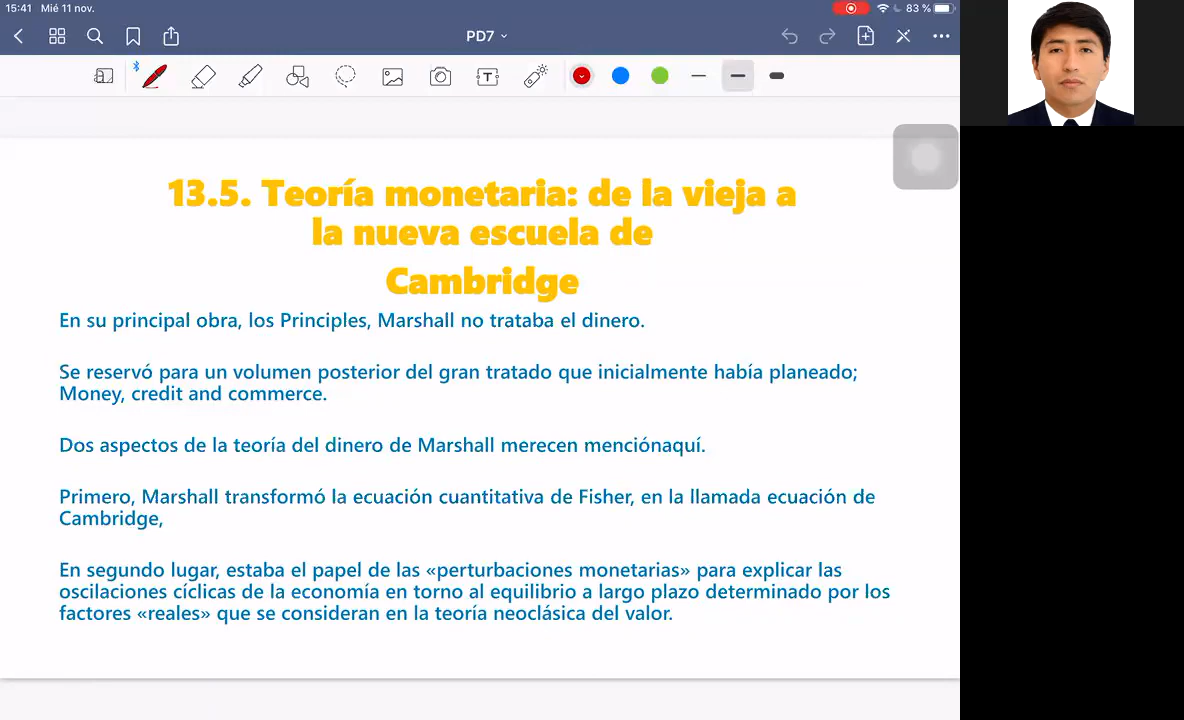 15:41 Mié 11 nov.
83 %
PD7
T
13.5. Teoría monetaria: de la vieja a
la nueva escuela de
Cambridge
En su principal obra, los Principles, Marshall no trataba el dinero.
Se reservó para un volumen posterior del gran tratado que inicialmente había planeado;
Money, credit and commerce.
Dos aspectos de la teoría del dinero de Marshall merecen menciónaquí.
Primero, Marshall transformó la ecuación cuantitativa de Fisher, en la llamada ecuación de
Cambridge,
En segundo lugar, estaba el papel de las «perturbaciones monetarias» para explicar las
oscilaciones cíclicas de la economía en torno al equilibrio a largo plazo determinado por los
factores «reales» que se consideran en la teoría neoclásica del valor.